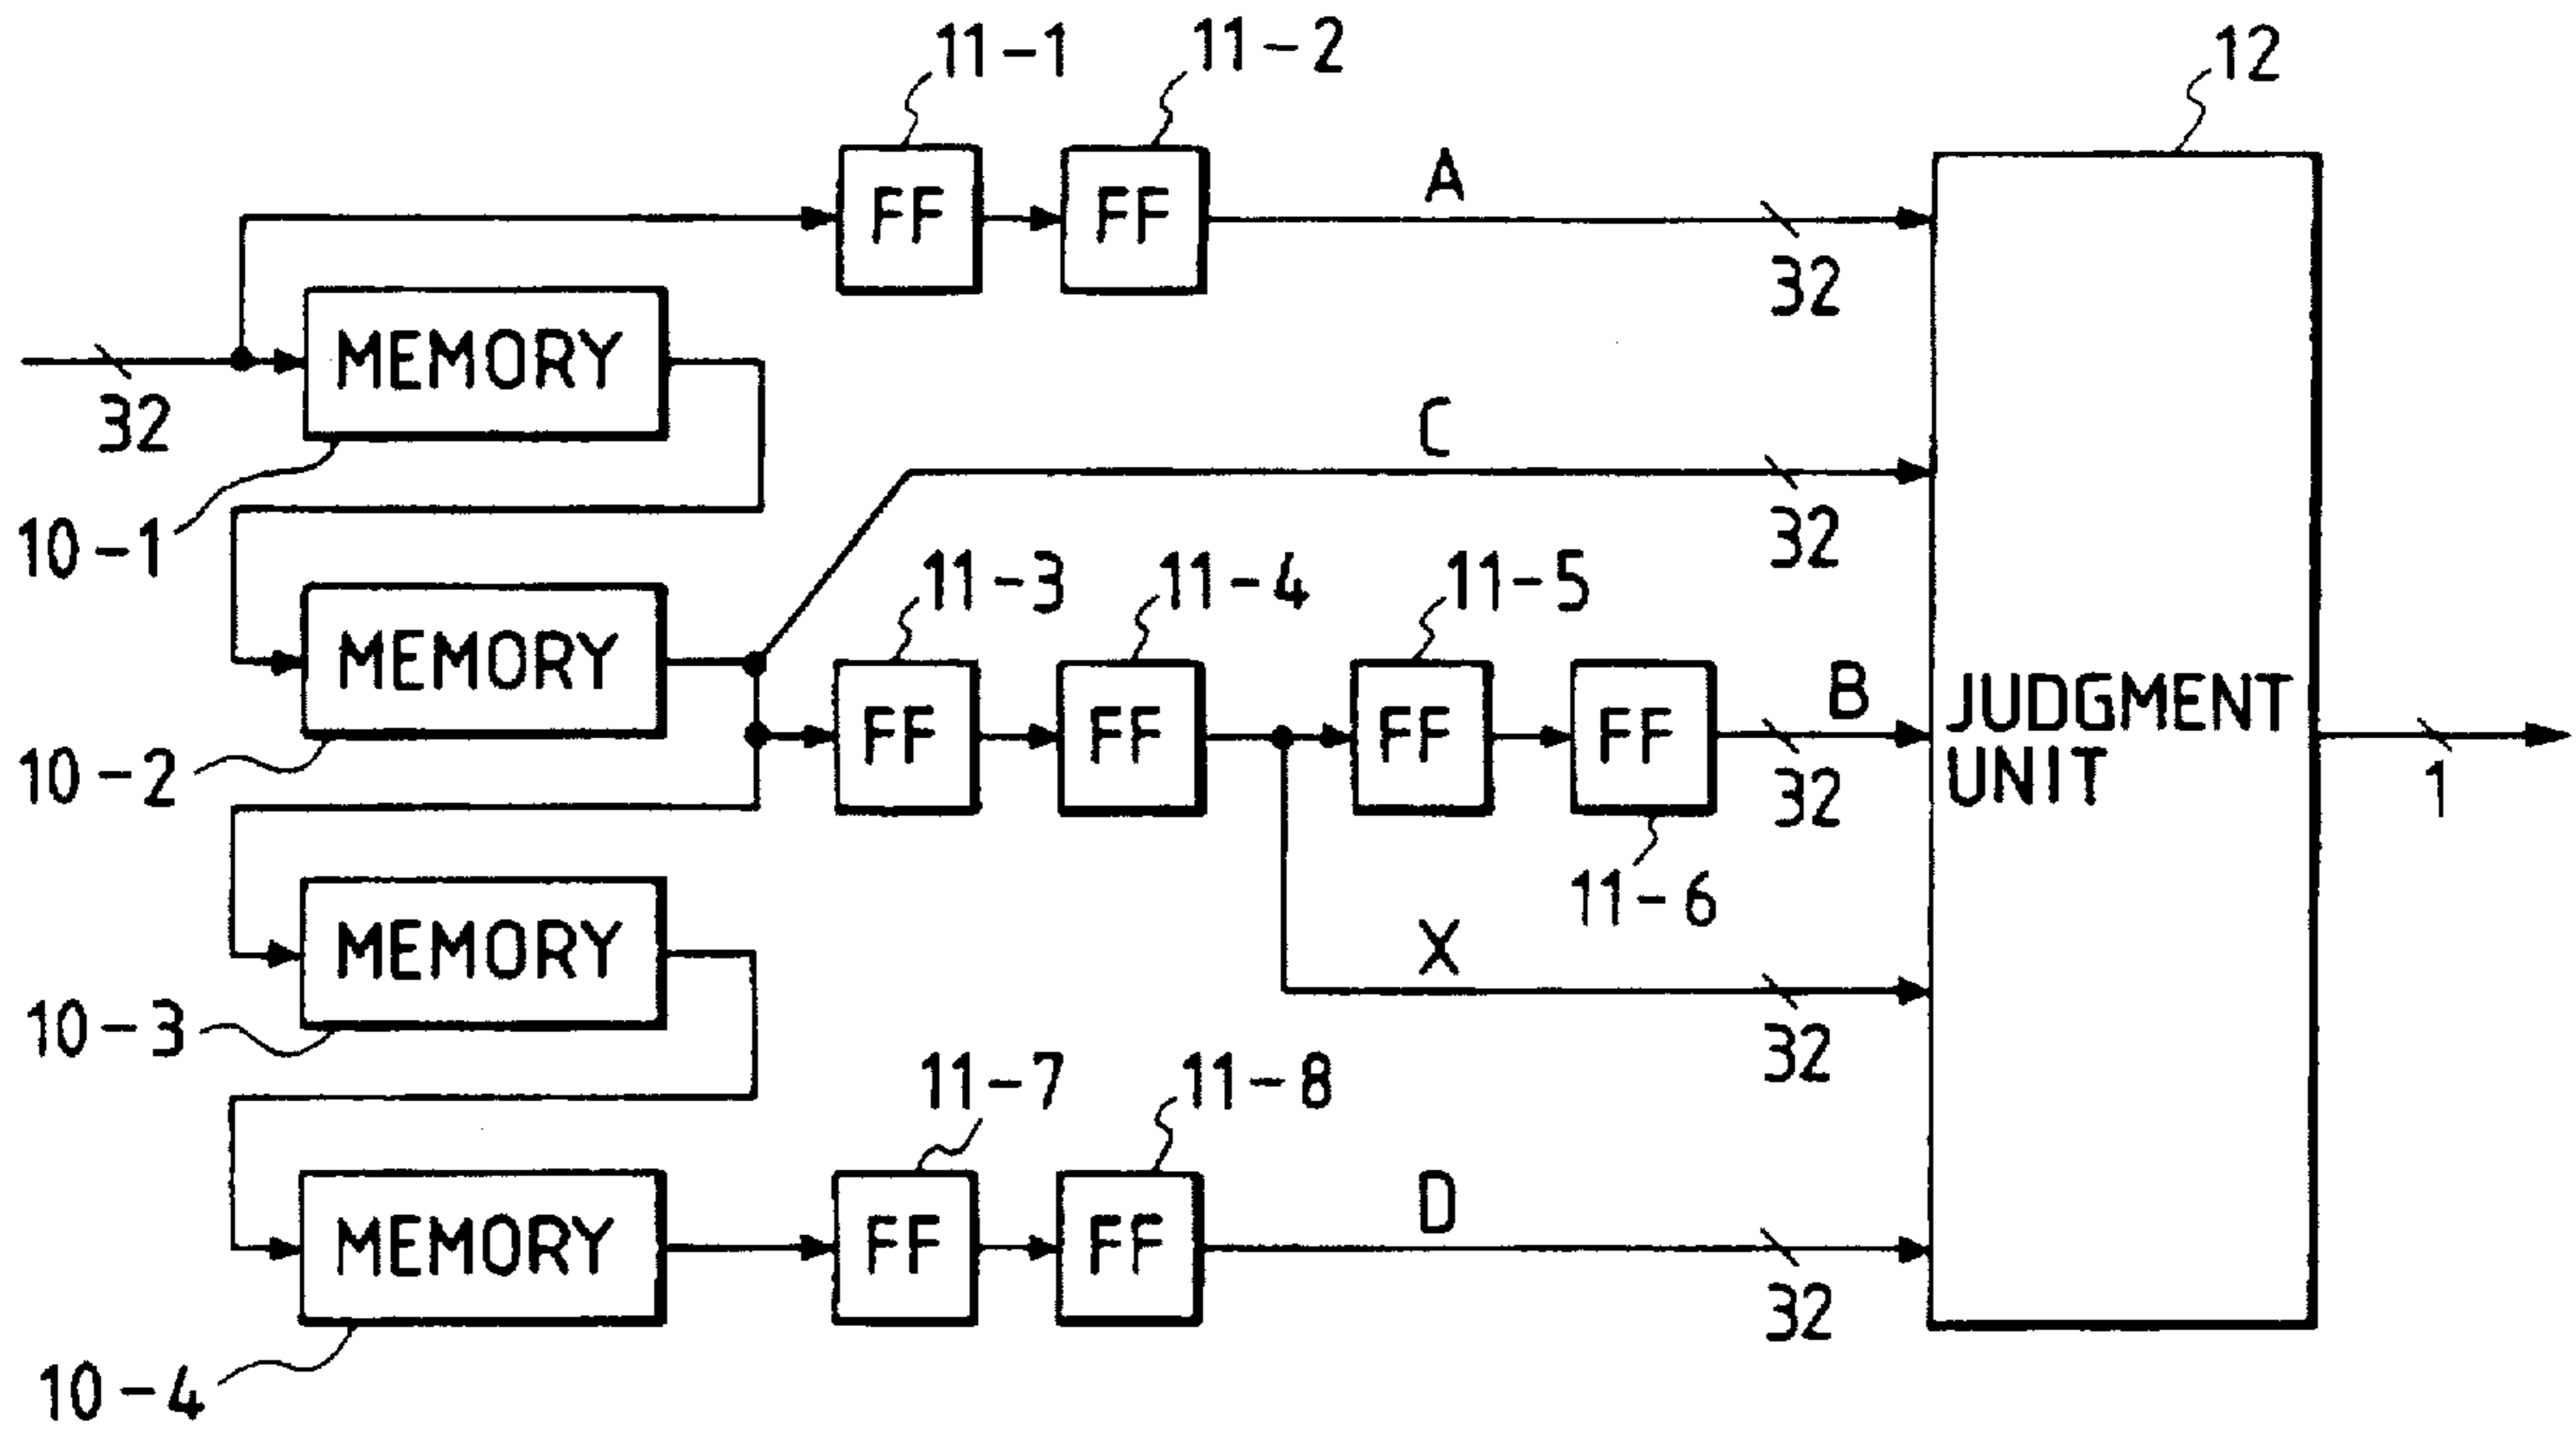 11-1
11-2
12
FF
FF
A
32
MEMORY
32
C
32
10-1
11-3
11-4
11-5
MEMORY
FF
FF
FF
FF
B
32
JUDGMENT
UNIT
1
10-2
11-6
MEMORY
X
32
10-3
11-7
11-8
MEMORY
FF
FF
D
32
10-4